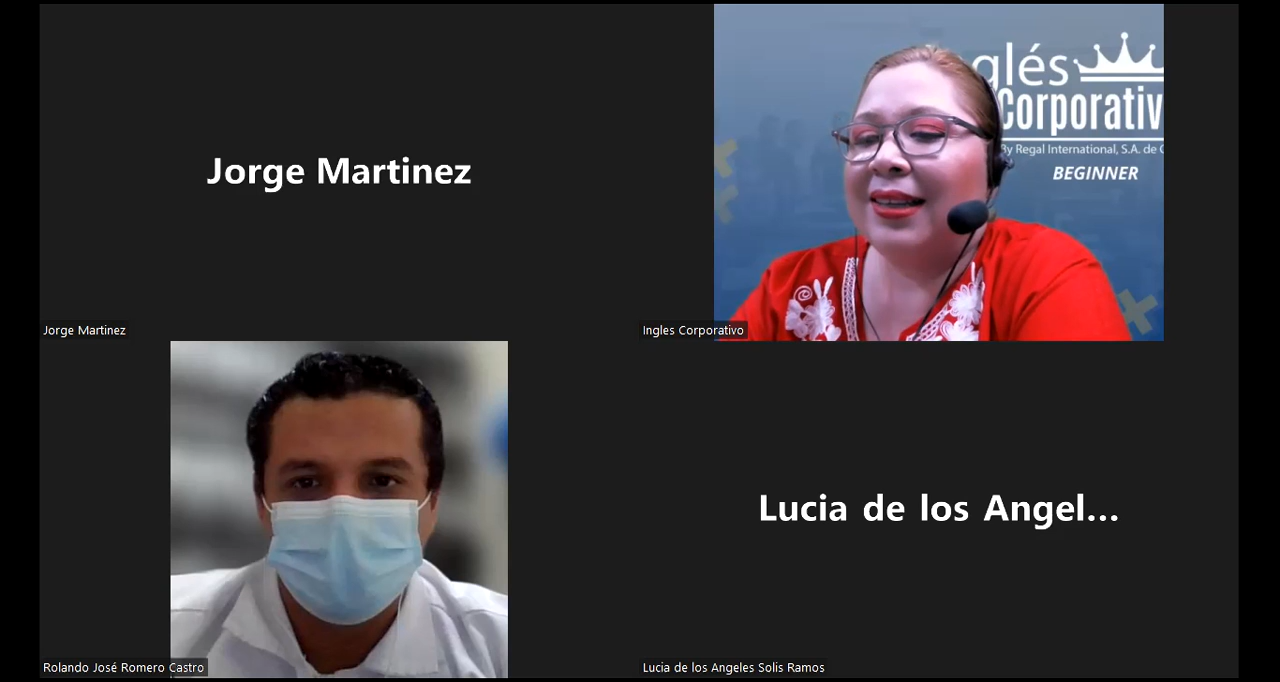 Jorge Martinez
Jorge Martinez
glés
Corporativ
By Regal International, S.A. de C
BEGINNER
Ingles Corporativo
Rolando José Romero Castro
Lucia de los Angel...
Lucia de los Angeles Solis Ramos